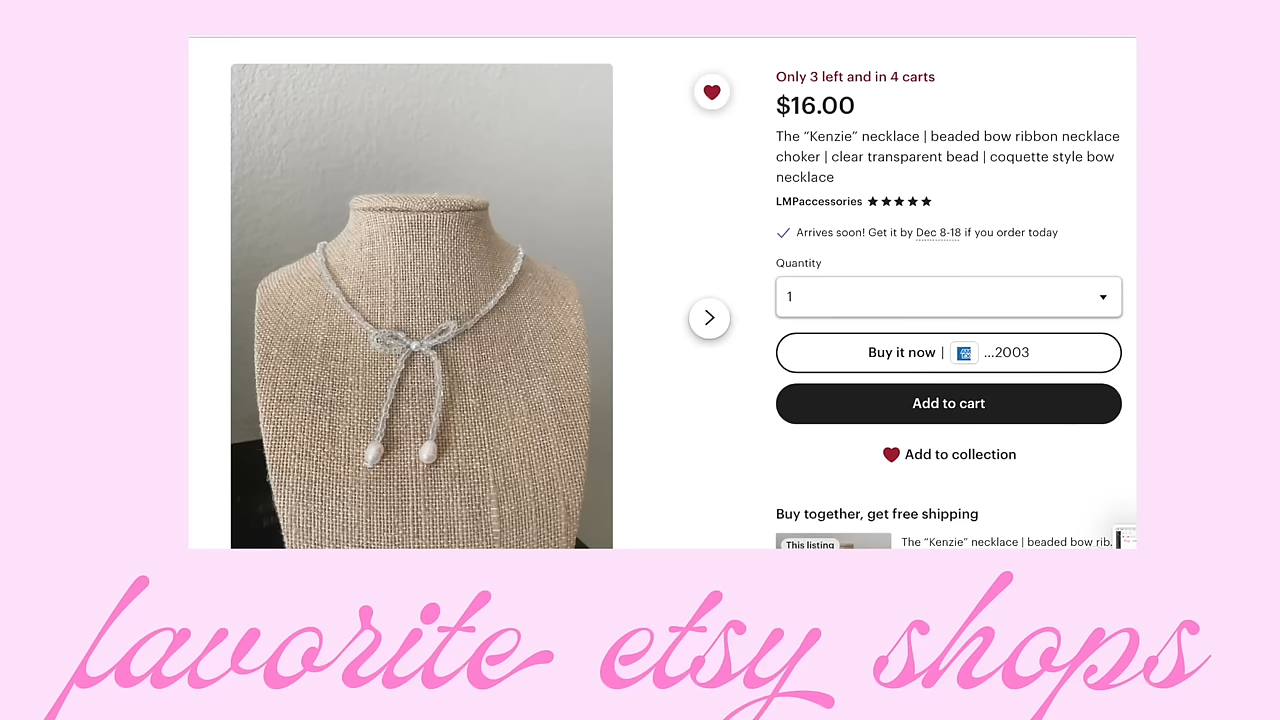 Only 3 left and in 4 carts
$16.00
The “Kenzie” necklace | beaded bow ribbon necklace
choker | clear transparent bead | coquette style bow
necklace
LMPaccessories ★★★★★
Arrives soon! Get it by Dec 8-18 if you order today
Quantity
1
Buy it now | ...2003
Add to cart
Add to collection
Buy together, get free shipping
This listing
The “Kenzie” necklace | beaded bow rib.
favorite etsy shops